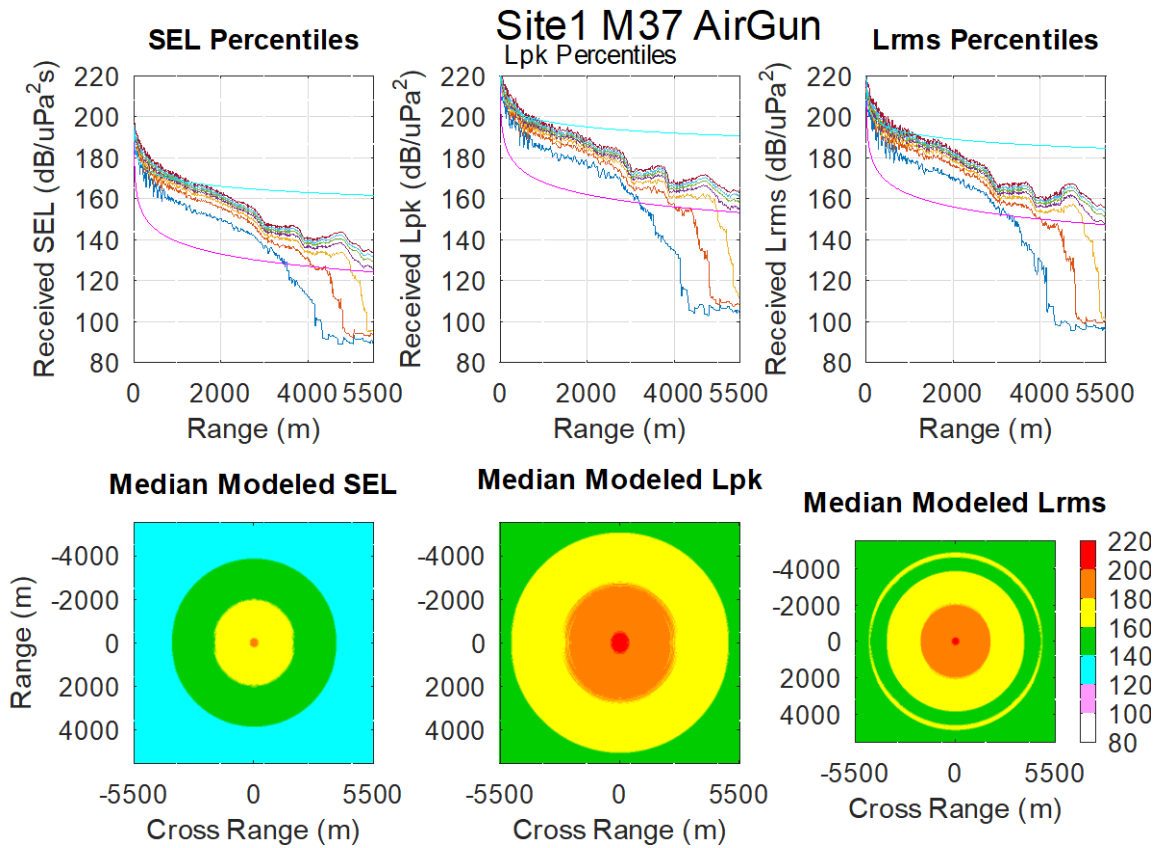 Site1 M37 AirGun
SEL Percentiles
Lpk Percentiles
Lrms Percentiles
Received SEL (dB/uPa²s)
220
200
180
160
140
120
100
80
0 2000 4000 5500
Range (m)
Received Lpk (dB/uPa²)
220
200
180
160
140
120
100
80
0 2000 4000 5500
Range (m)
Received Lrms (dB/uPa²)
220
200
180
160
140
120
100
80
0 2000 4000 5500
Range (m)
Median Modeled SEL
Range (m)
-4000
-2000
0
2000
4000
-5500 0 5500
Cross Range (m)
Median Modeled Lpk
-4000
-2000
0
2000
4000
-5500 0 5500
Cross Range (m)
Median Modeled Lrms
-4000
-2000
0
2000
4000
-5500 0 5500
Cross Range (m)
220
200
180
160
140
120
100
80